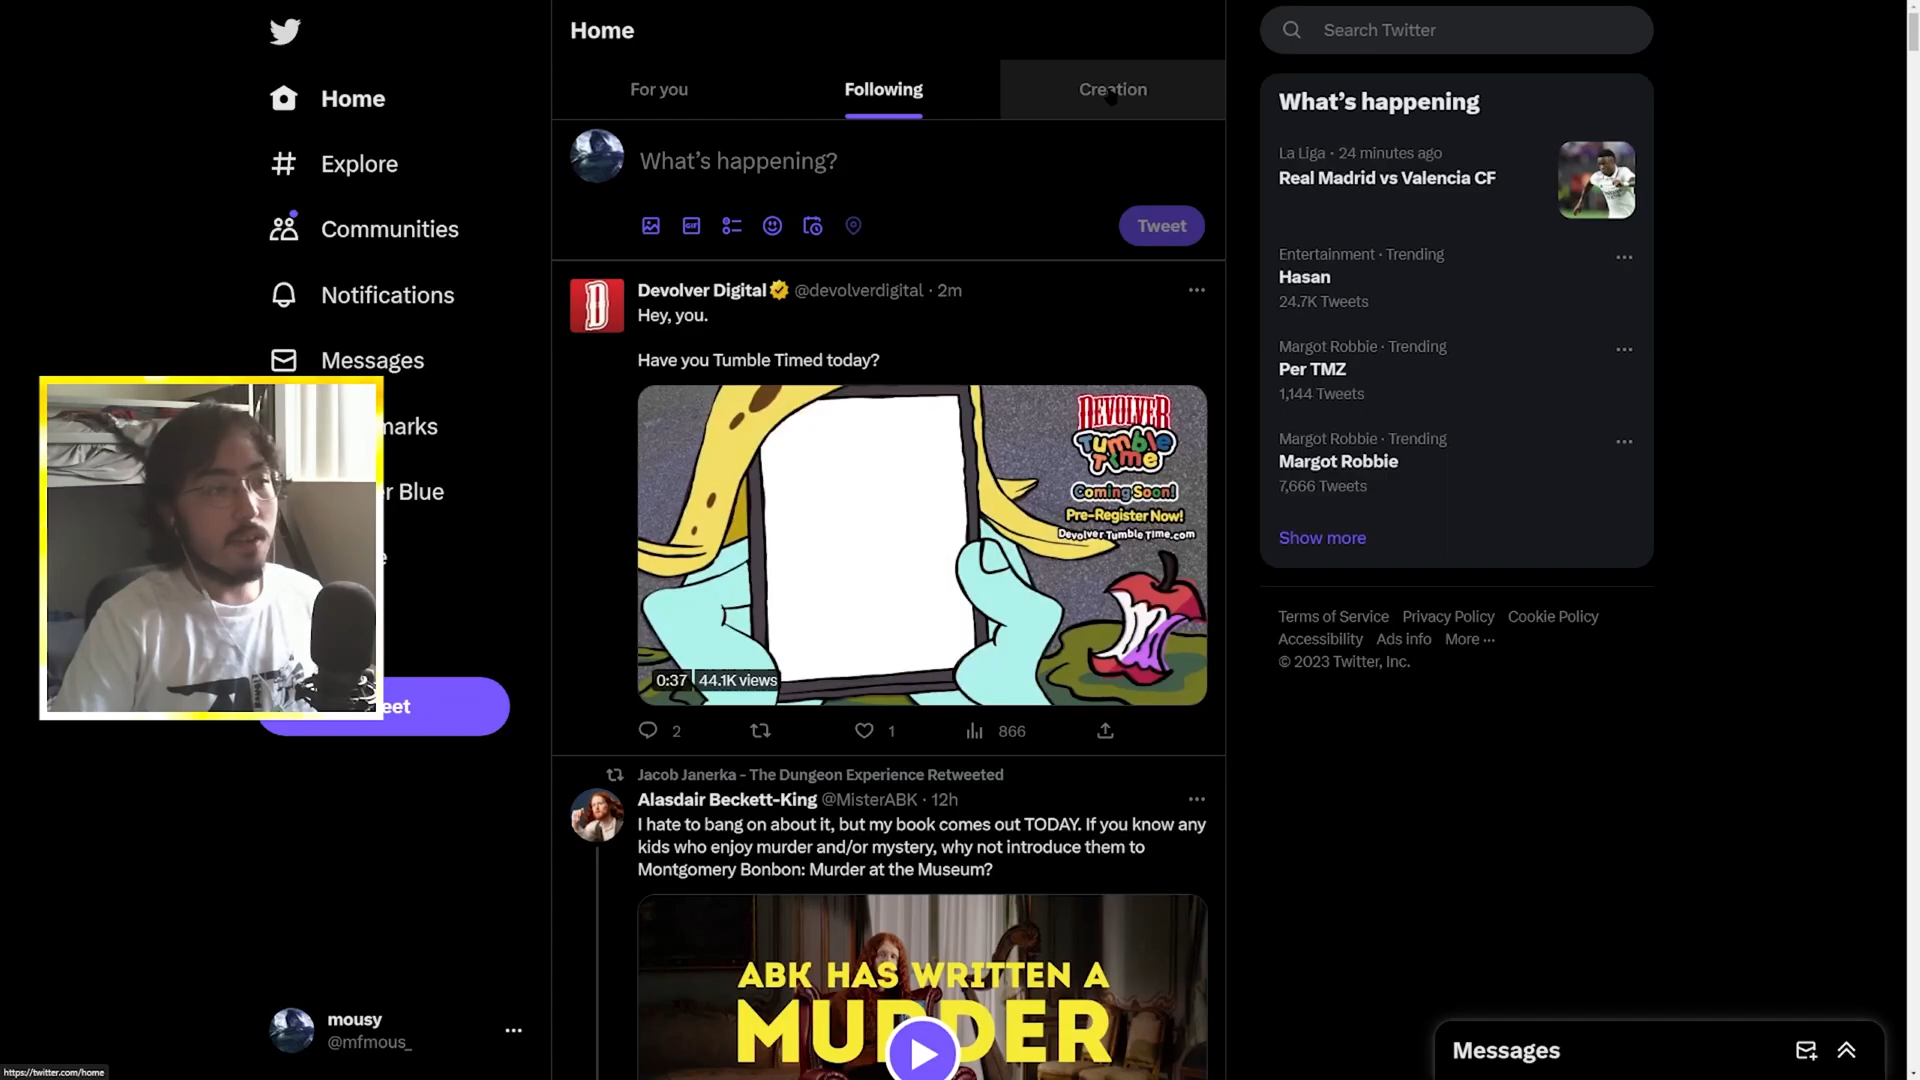 Home
Explore
Communities
Notifications
Messages
marks
r Blue
e
eet
mousy
@mfmous_
https://twitter.com/home
Home
For you
Following
Creation
What's happening?
GIF
Tweet
Devolver Digital @devolverdigital · 2m
Hey, you.
Have you Tumble Timed today?
D
DEVOLVER
Tumble
Time
Coming Soon!
Pre-Register Now!
DevolverTumbleTime.com
0:37 44.1K views
2
1
866
Jacob Janerka - The Dungeon Experience Retweeted
Alasdair Beckett-King @MisterABK · 12h
I hate to bang on about it, but my book comes out TODAY. If you know any
kids who enjoy murder and/or mystery, why not introduce them to
Montgomery Bonbon: Murder at the Museum?
ABK HAS WRITTEN A
MURDER
Search Twitter
What's happening
La Liga · 24 minutes ago
Real Madrid vs Valencia CF
Entertainment · Trending
Hasan
24.7K Tweets
Margot Robbie · Trending
Per TMZ
1,144 Tweets
Margot Robbie · Trending
Margot Robbie
7,666 Tweets
Show more
Terms of Service Privacy Policy Cookie Policy
Accessibility Ads info More ···
© 2023 Twitter, Inc.
Messages